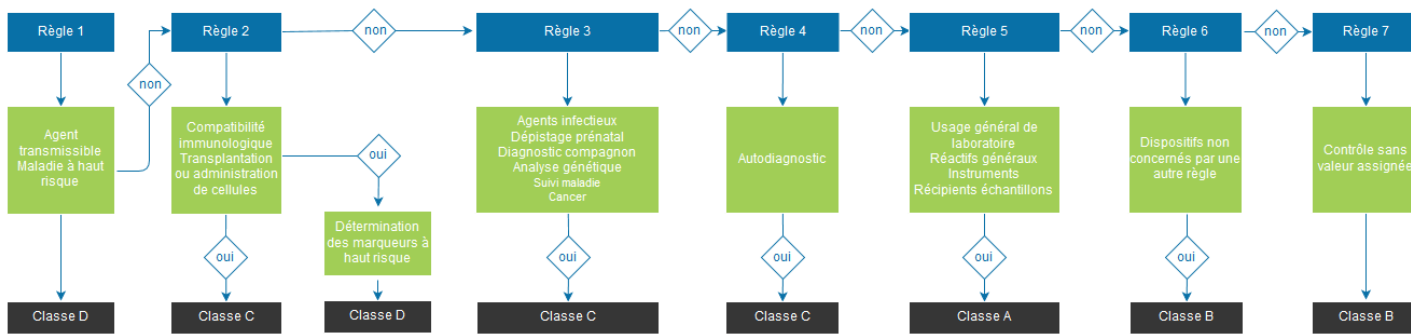 Règle 1
non
Agent
transmissible
Maladie à haut
risque
Classe D
Règle 2
non
Compatibilité
immunologique
Transplantation
ou administration
de cellules
oui
Classe C
oui
Détermination
des marqueurs à
haut risque
Classe D
Règle 3
non
Agents infectieux
Dépistage prénatal
Diagnostic compagnon
Analyse génétique
Suivi maladie
Cancer
oui
Classe C
Règle 4
non
Autodiagnostic
oui
Classe C
Règle 5
non
Usage général de
laboratoire
Réactifs généraux
Instruments
Récipients échantillons
oui
Classe A
Règle 6
non
Dispositifs non
concernés par une
autre règle
oui
Classe B
Règle 7
Contrôle sans
valeur assignée
Classe B